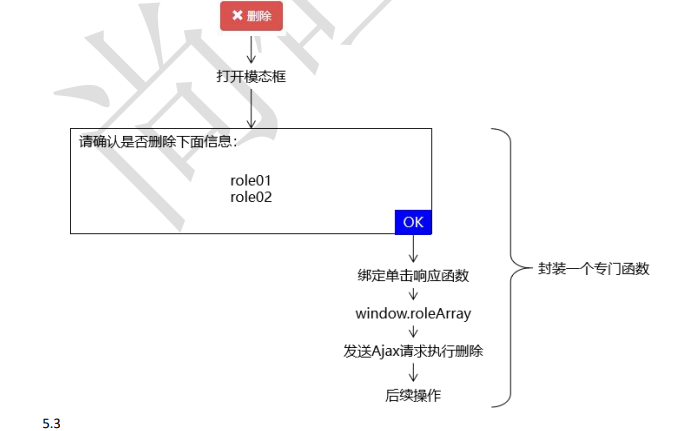 ✖ 删除
打开模态框
请确认是否删除下面信息：
role01
role02
OK
绑定单击响应函数
封装一个专门函数
window.roleArray
发送Ajax请求执行删除
后续操作
5.3